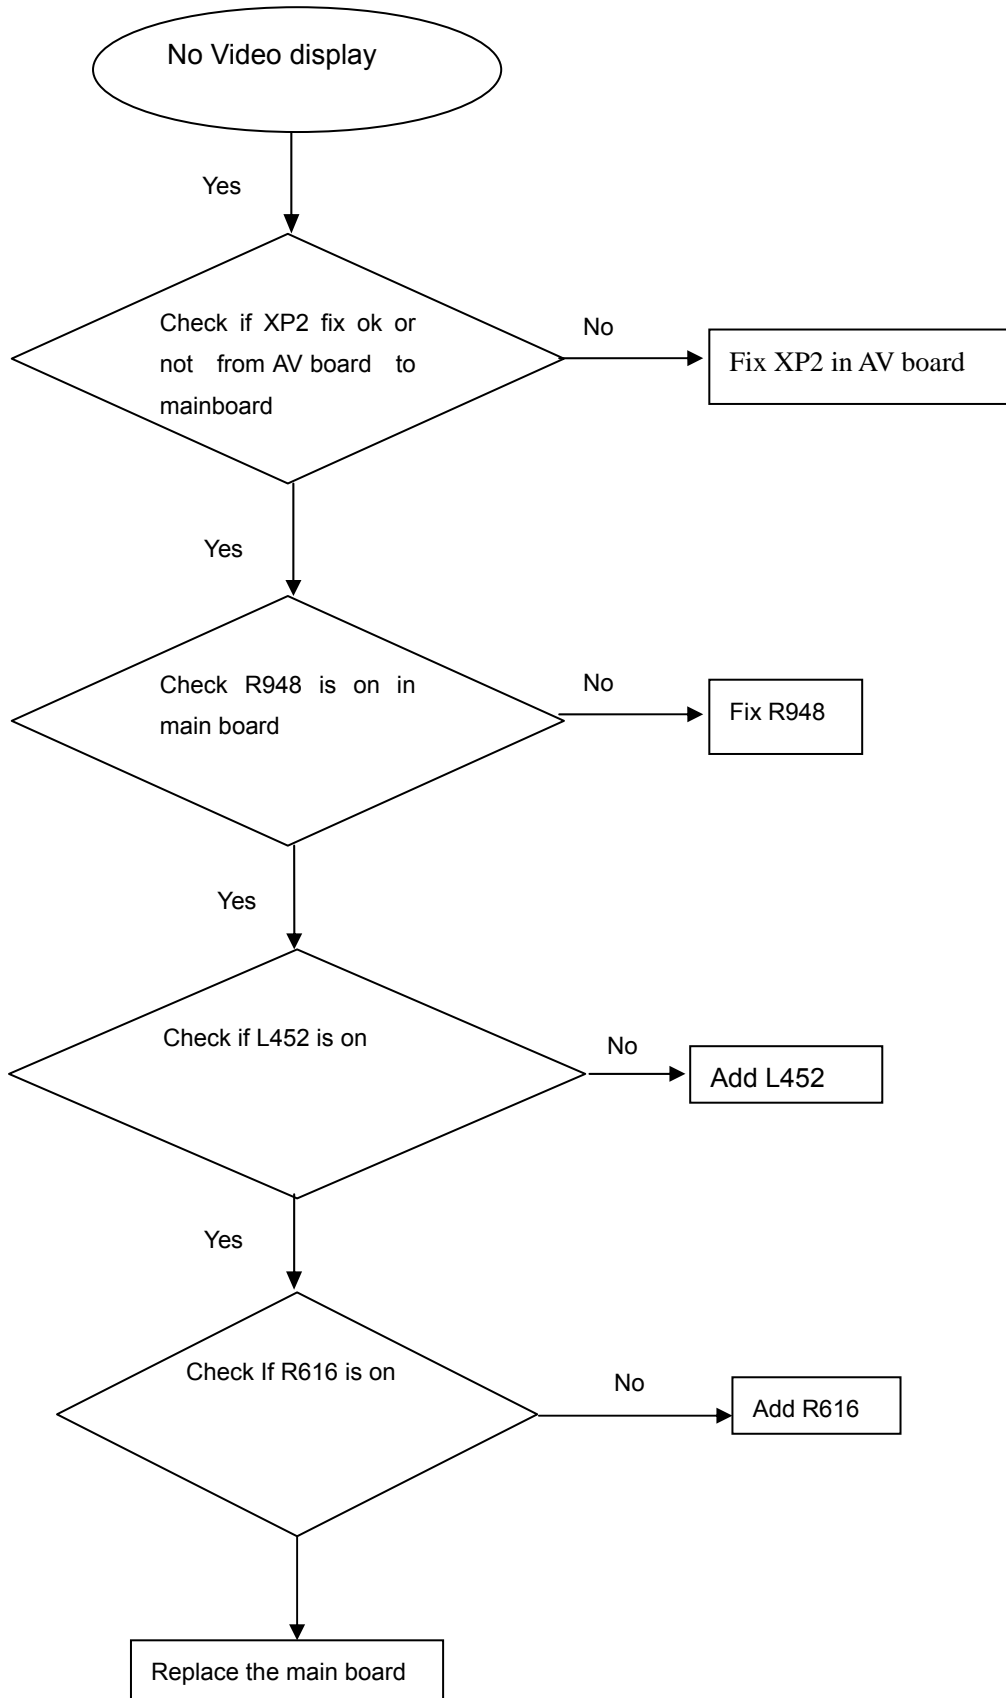 No Video display
Yes
Check if XP2 fix ok or
not from AV board to
mainboard
No
Fix XP2 in AV board
Yes
Check R948 is on in
main board
No
Fix R948
Yes
Check if L452 is on
No
Add L452
Yes
Check If R616 is on
No
Add R616
Replace the main board